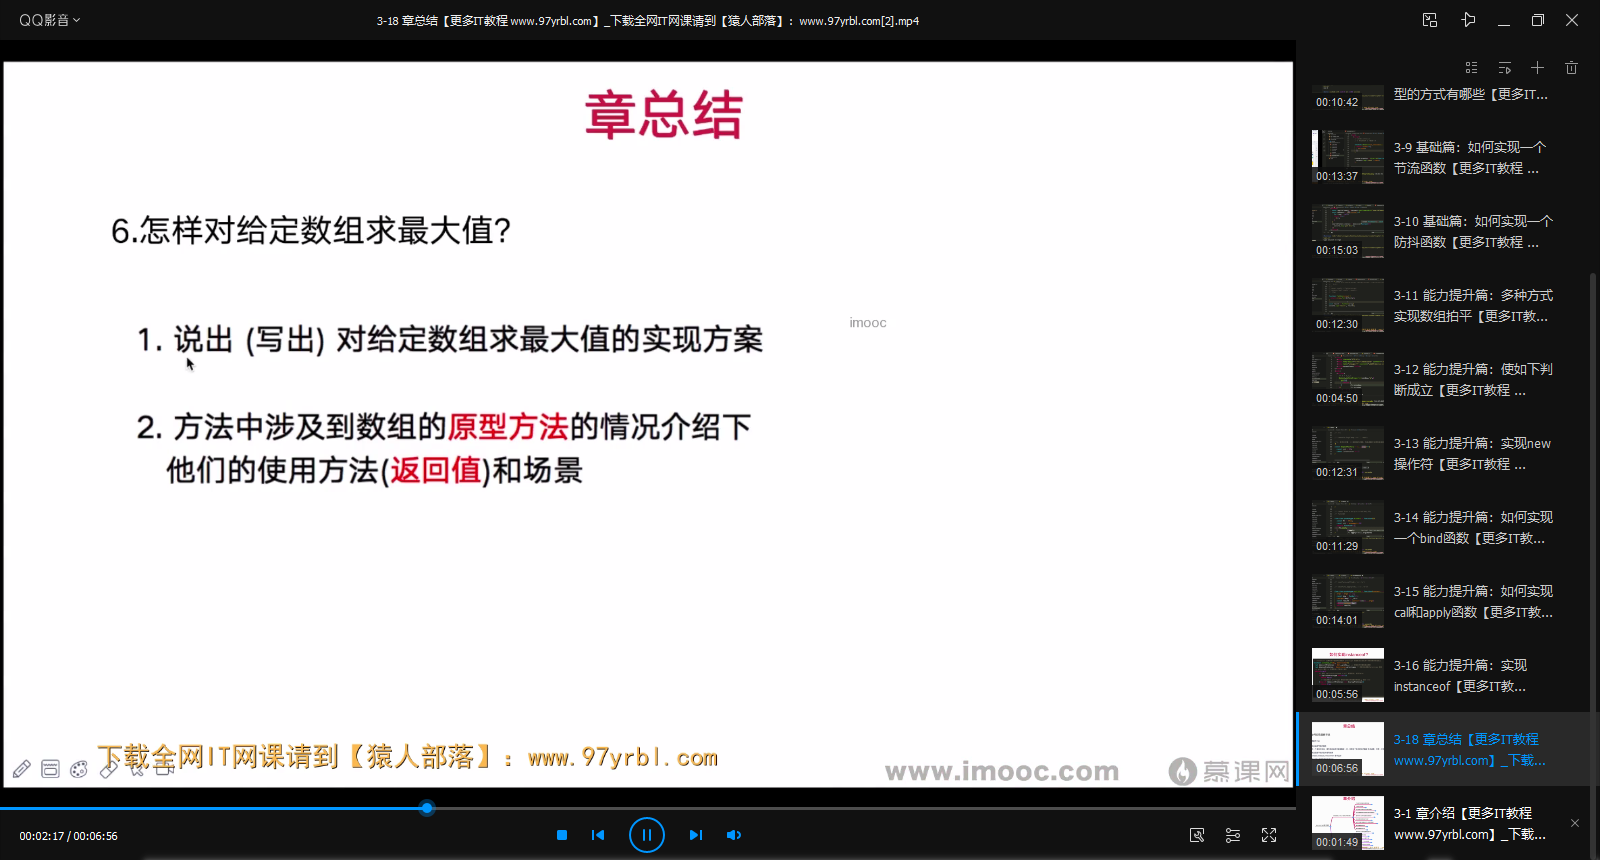 QQ影音
3-18 章总结【更多IT教程 www.97yrbl.com】_下载全网IT网课请到【猿人部落】：www.97yrbl.com[2].mp4
章总结
6.怎样对给定数组求最大值?
imooc
1. 说出 (写出) 对给定数组求最大值的实现方案
2. 方法中涉及到数组的原型方法的情况介绍下
他们的使用方法(返回值)和场景
下载全网IT网课请到【猿人部落】：www.97yrbl.com
www.imooc.com
慕课网
00:02:17 / 00:06:56
00:10:42
型的方式有哪些【更多IT...
00:13:37
3-9 基础篇：如何实现一个
节流函数【更多IT教程 ...
00:15:03
3-10 基础篇：如何实现一个
防抖函数【更多IT教程 ...
00:12:30
3-11 能力提升篇：多种方式
实现数组拍平【更多IT教...
00:04:50
3-12 能力提升篇：使如下判
断成立【更多IT教程 ...
00:12:31
3-13 能力提升篇：实现new
操作符【更多IT教程 ...
00:11:29
3-14 能力提升篇：如何实现
一个bind函数【更多IT教...
00:14:01
3-15 能力提升篇：如何实现
cal和apply函数【更多IT教...
00:05:56
3-16 能力提升篇：实现
instanceof【更多IT教...
00:06:56
3-18 章总结【更多IT教程
www.97yrbl.com】_下载...
00:01:49
3-1 章介绍【更多IT教程
www.97yrbl.com】_下载...